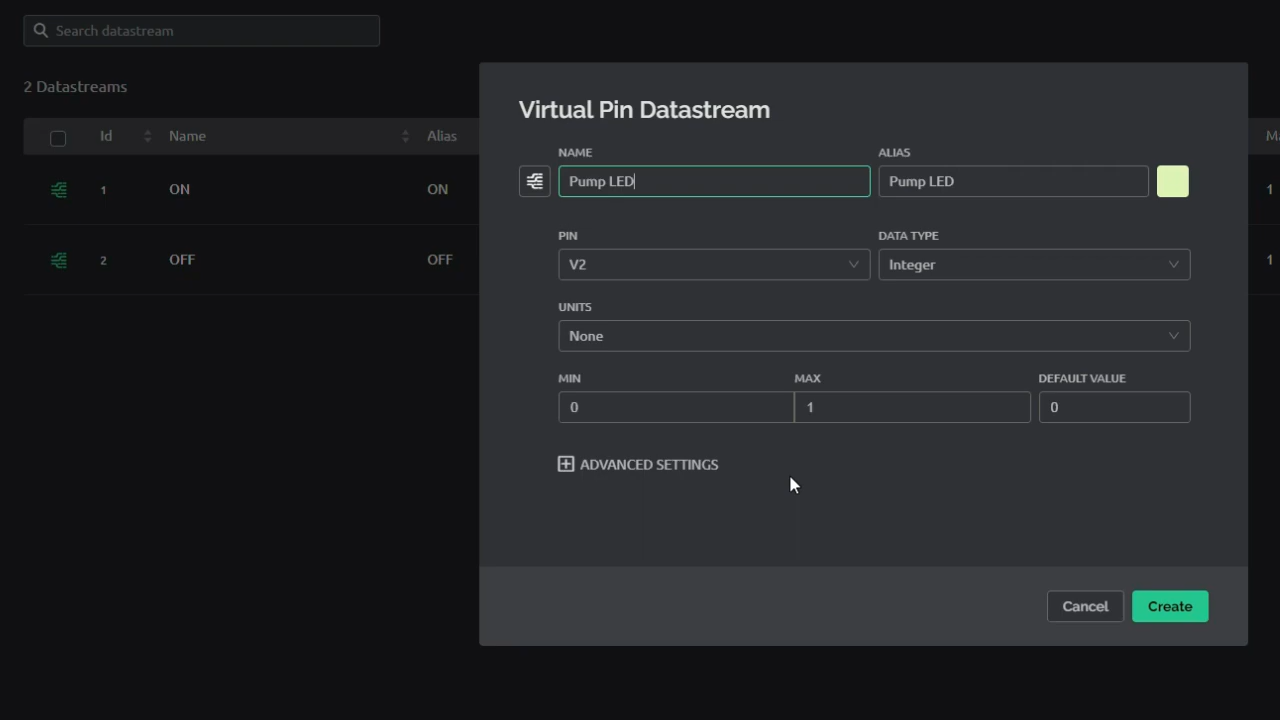 Search datastream
2 Datastreams
Id Name Alias
1 ON ON 1
2 OFF OFF 1
Virtual Pin Datastream
NAME ALIAS
Pump LED Pump LED
PIN DATA TYPE
V2 Integer
UNITS
None
MIN MAX DEFAULT VALUE
0 1 0
ADVANCED SETTINGS
Cancel Create